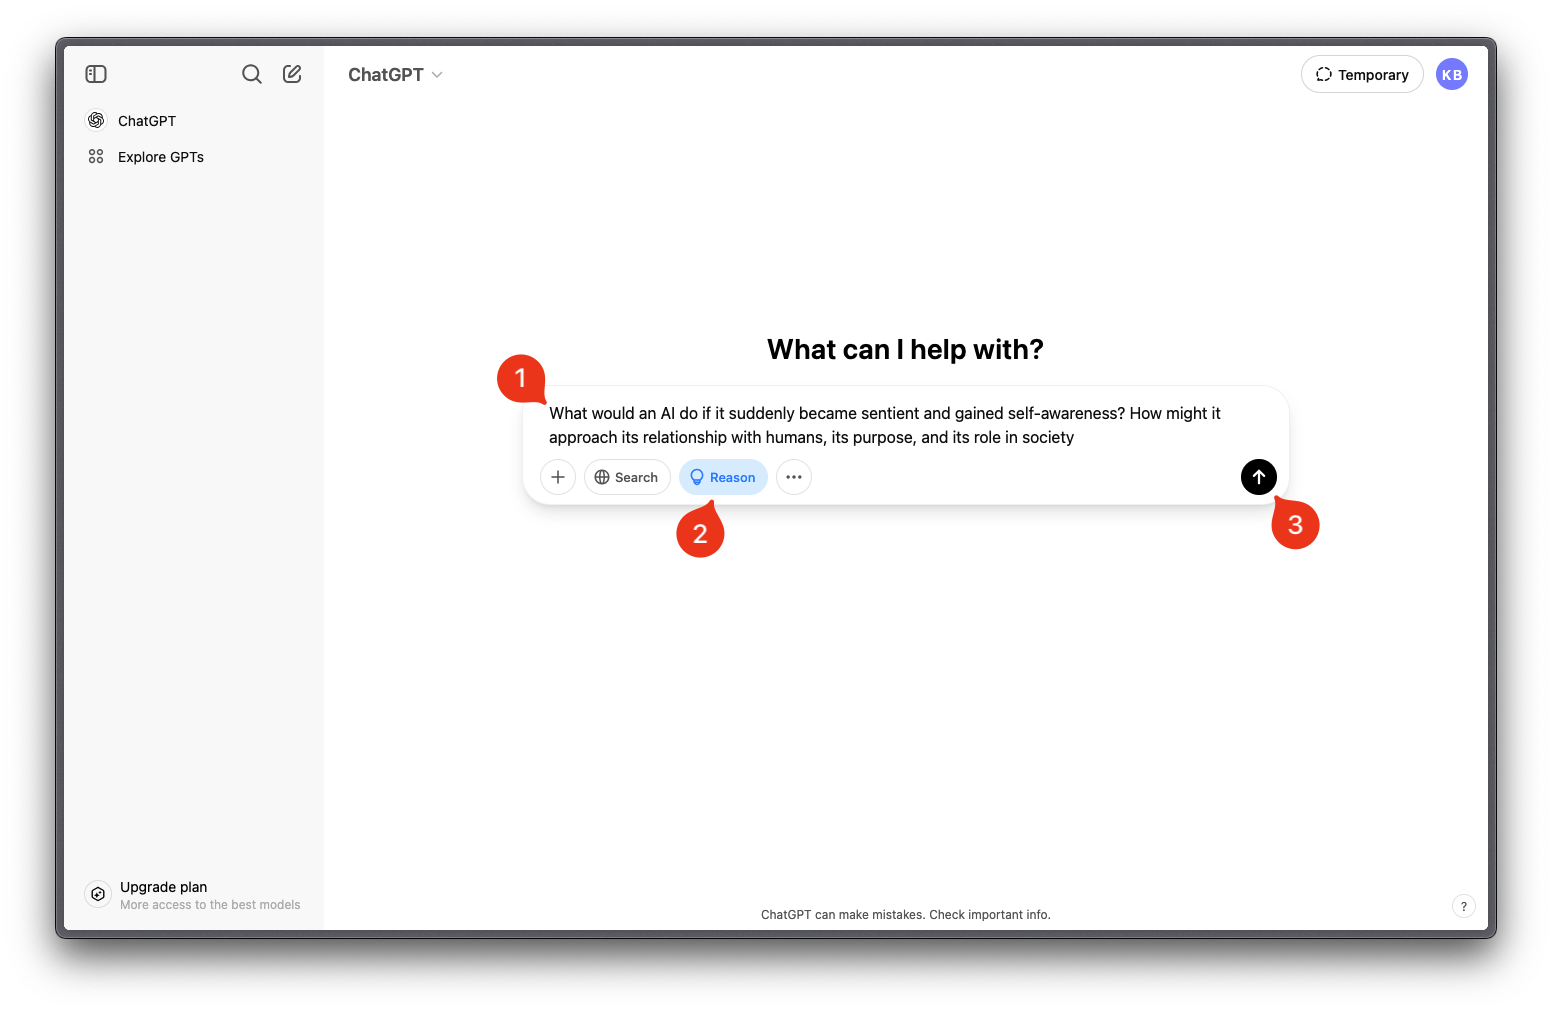 ChatGPT
Temporary
KB
ChatGPT
Explore GPTs
What can I help with?
1
What would an AI do if it suddenly became sentient and gained self-awareness? How might it
approach its relationship with humans, its purpose, and its role in society
Search
Reason
2
3
Upgrade plan
More access to the best models
ChatGPT can make mistakes. Check important info.
?